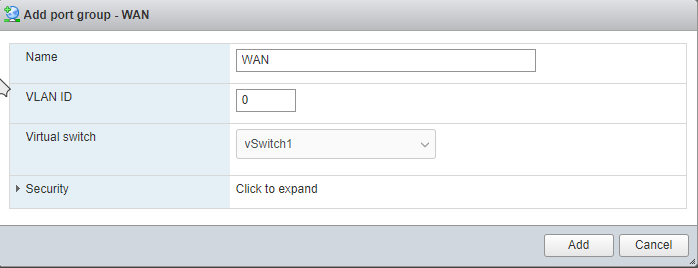 Add port group - WAN
Name WAN
VLAN ID 0
Virtual switch vSwitch1
Security Click to expand
Add Cancel